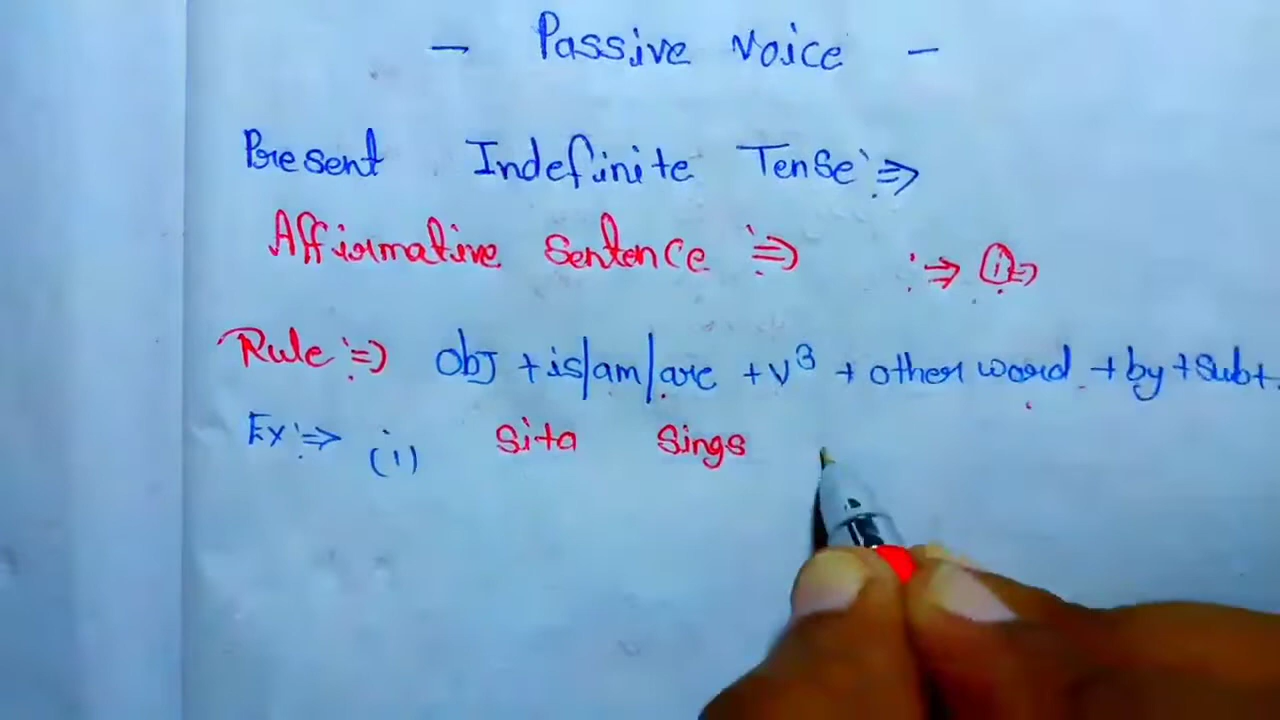 - Passive Voice -
Present Indefinite Tense :⇒
Affirmative Sentence :⇒ :⇒ (i)⇒
Rule :⇒ Obj + is/am/are + V³ + other word + by + Subt.
Ex :⇒ (i) Sita Sings